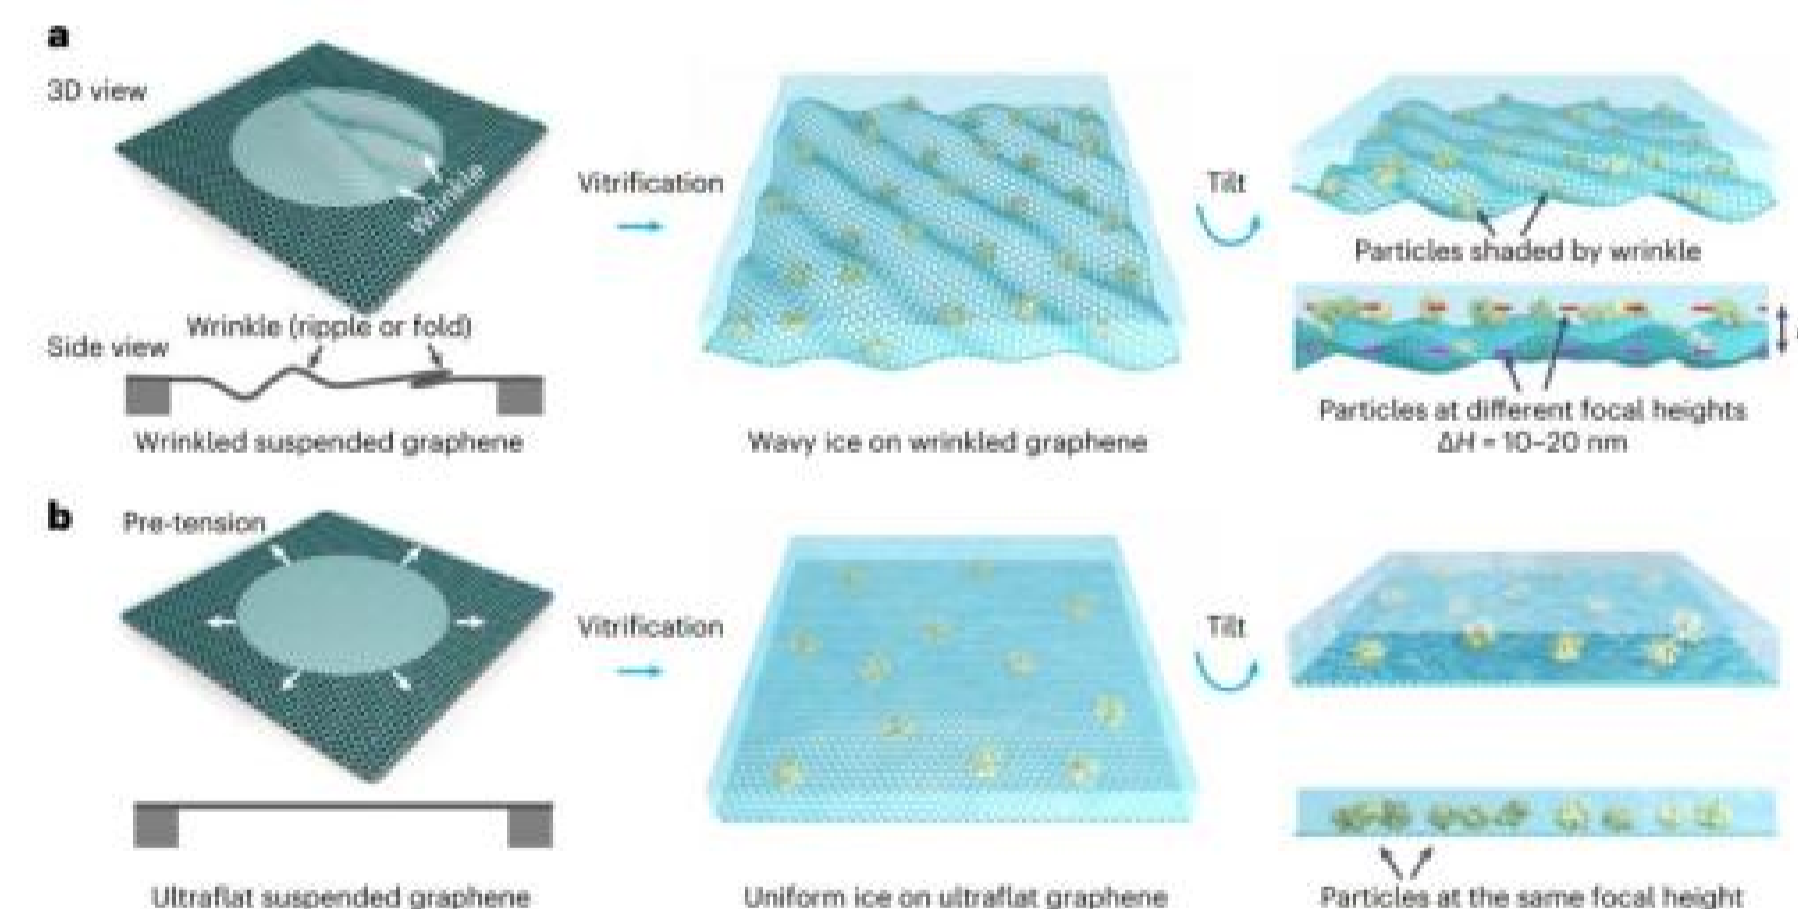 a
3D view
Wrinkle
Vitrification
Tilt
Particles shaded by wrinkle
Wrinkle (ripple or fold)
Side view
Particles at different focal heights
ΔH = 10–20 nm
Wrinkled suspended graphene
Wavy ice on wrinkled graphene
b
Pre-tension
Vitrification
Tilt
Ultraflat suspended graphene
Uniform ice on ultraflat graphene
Particles at the same focal height